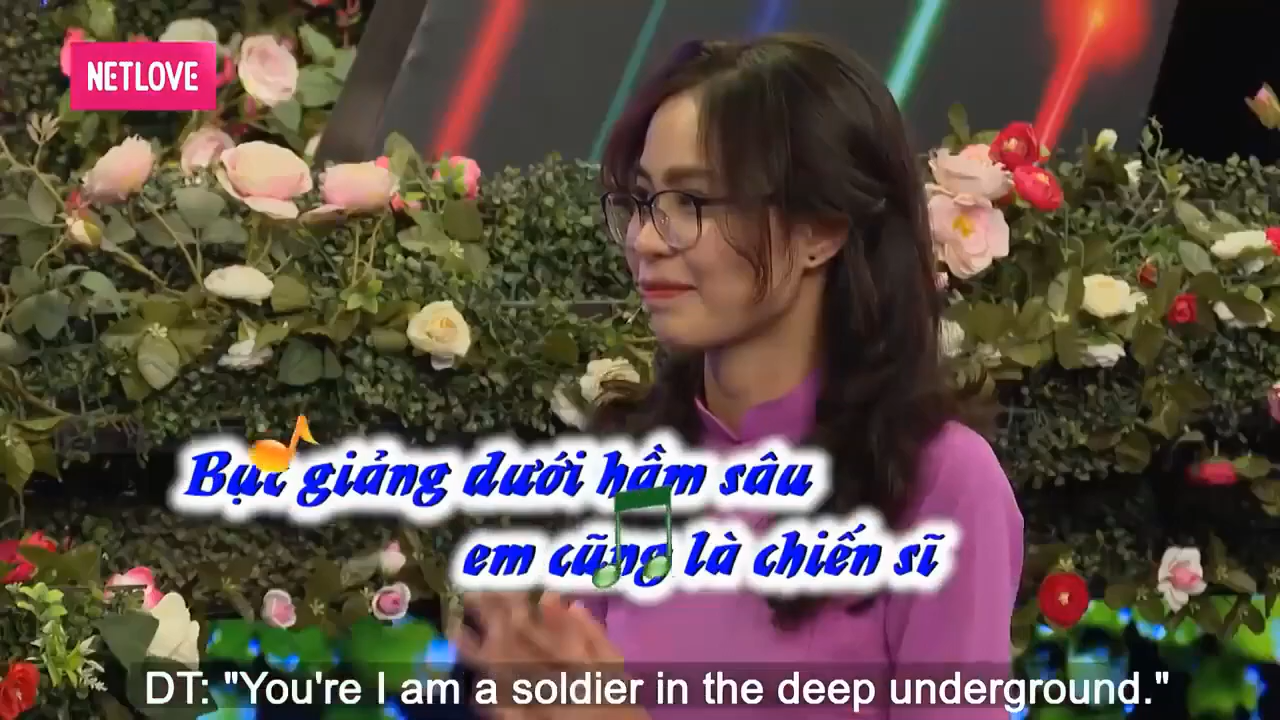 NETLOVE
Bục giảng dưới hầm sâu
em cũng là chiến sĩ
DT: "You're I am a soldier in the deep underground."